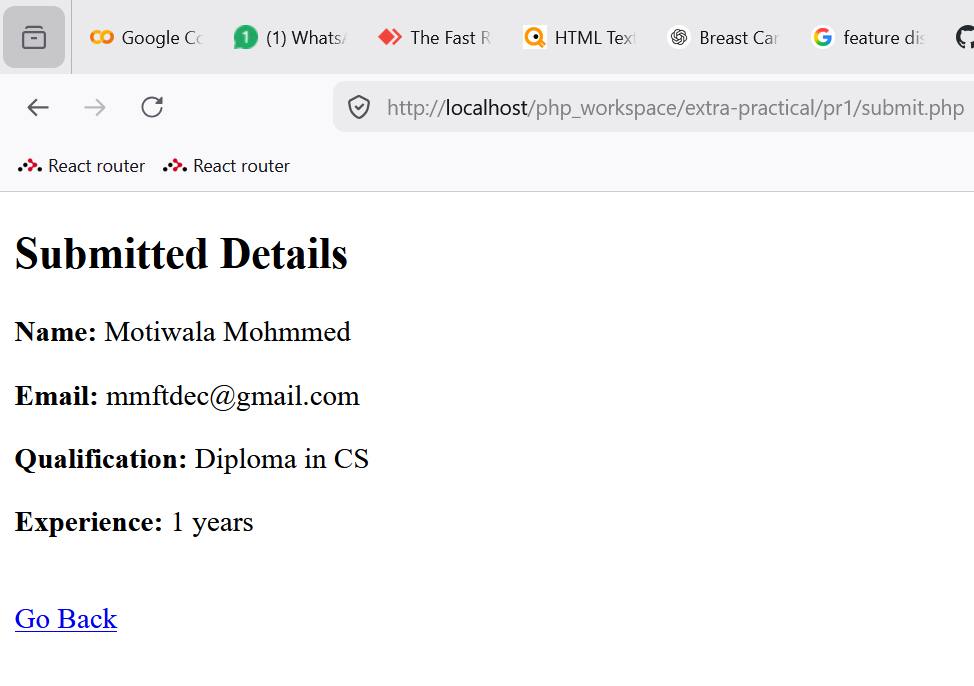 Google Co
(1) Whats
The Fast R
HTML Text
Breast Can
feature dis
http://localhost/php_workspace/extra-practical/pr1/submit.php
React router React router
Submitted Details
Name: Motiwala Mohmmed
Email: mmftdec@gmail.com
Qualification: Diploma in CS
Experience: 1 years
Go Back